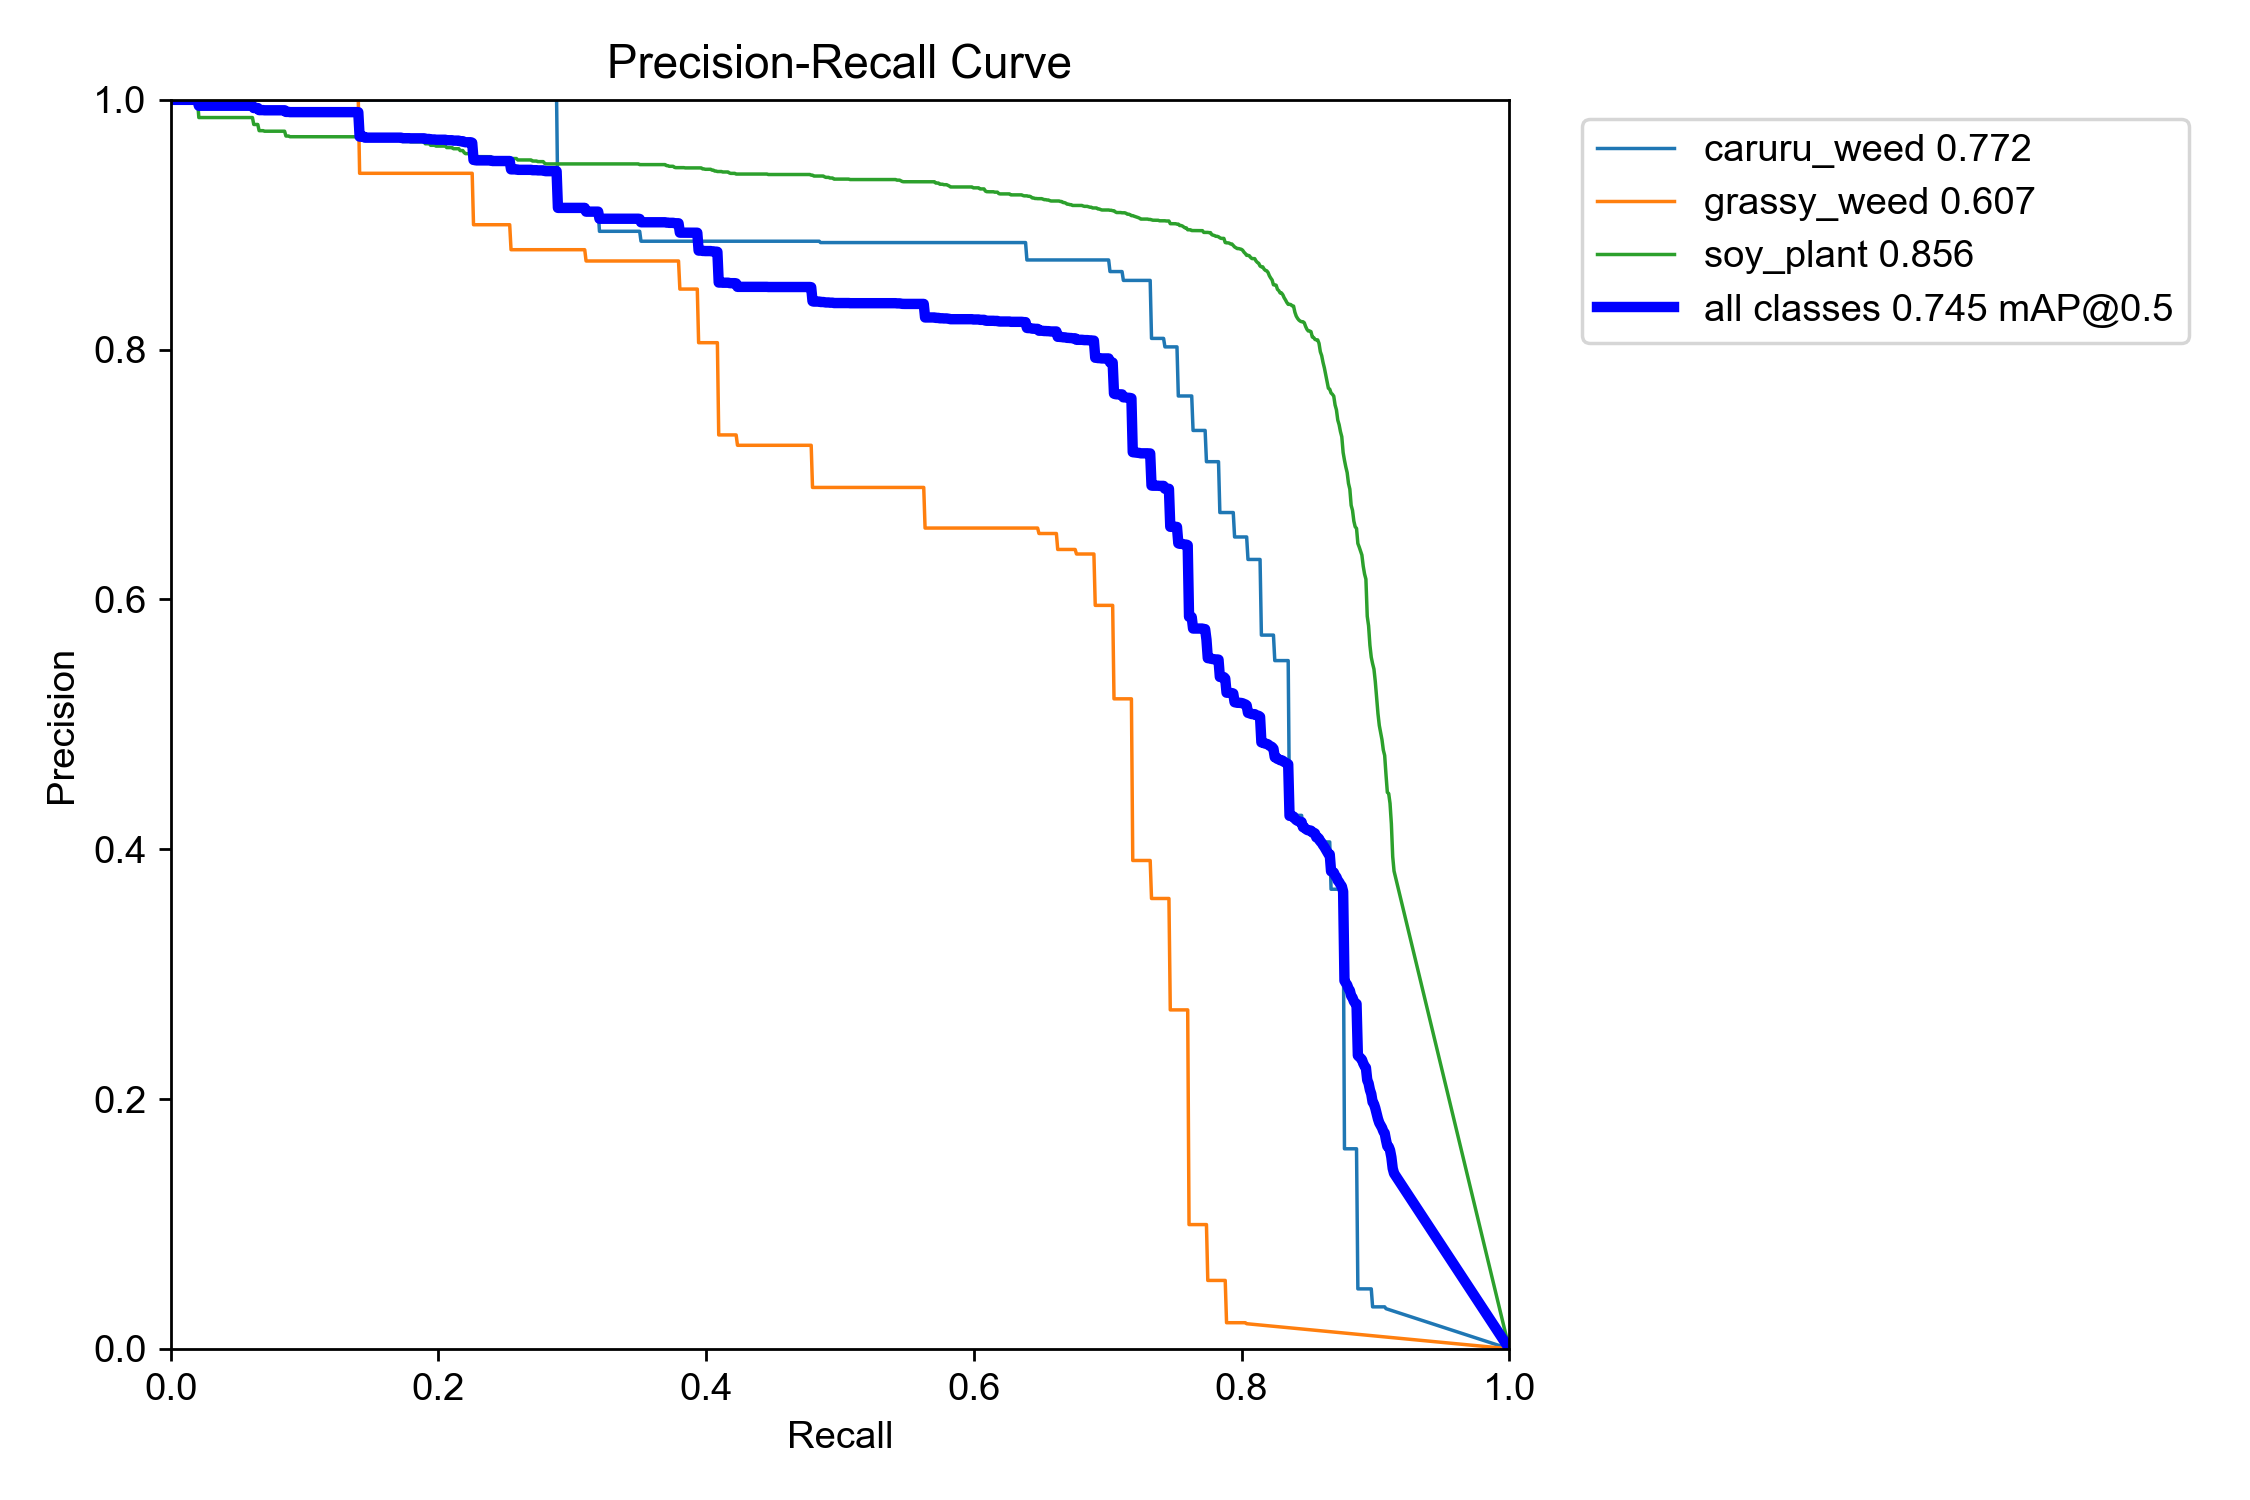 Precision-Recall Curve
1.0
0.8
0.6
0.4
0.2
0.0
Precision
0.0 0.2 0.4 0.6 0.8 1.0
Recall
caruru_weed 0.772
grassy_weed 0.607
soy_plant 0.856
all classes 0.745 mAP@0.5